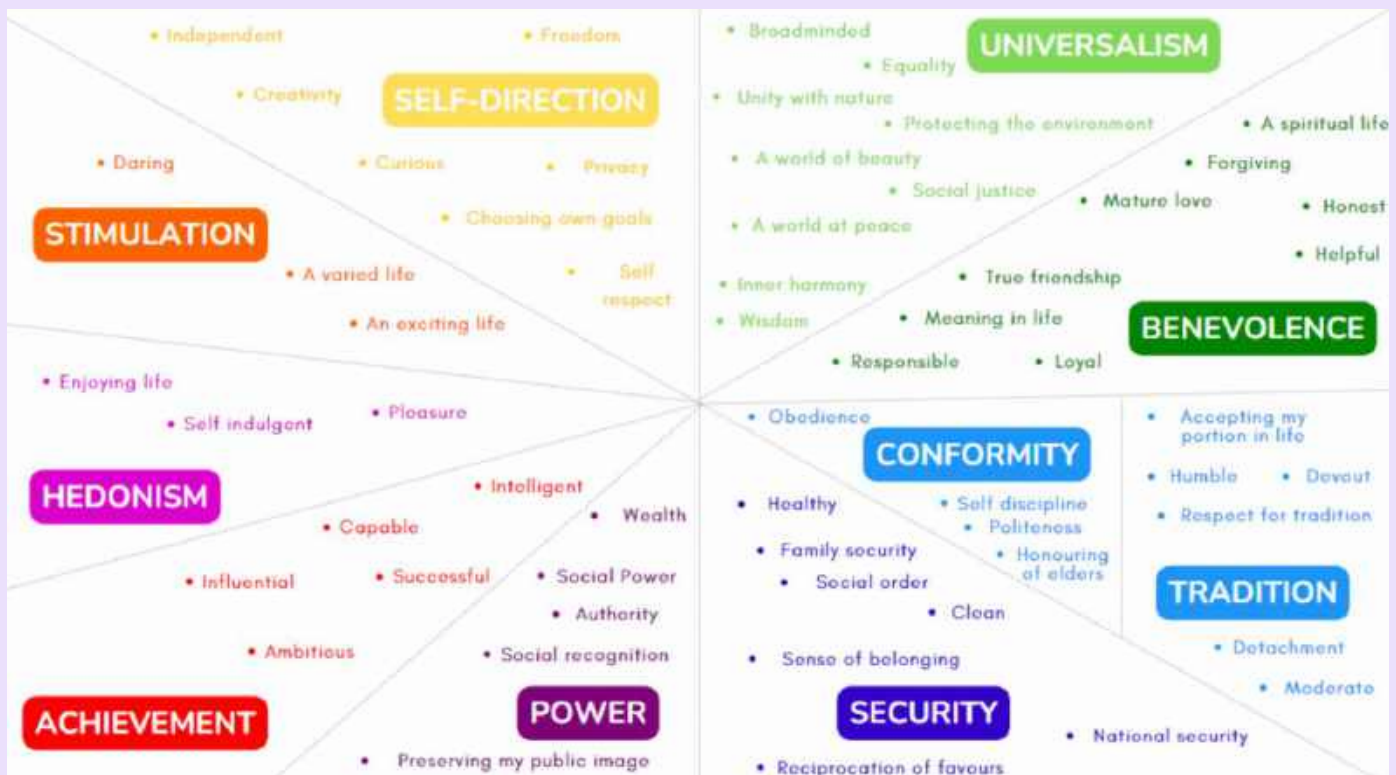 • Independent
• Freedom
• Creativity
SELF-DIRECTION
• Daring
• Curious
• Privacy
• Choosing own goals
STIMULATION
• A varied life
• Self
respect
• An exciting life
• Broadminded
UNIVERSALISM
• Equality
• Unity with nature
• Protecting the environment
• A world of beauty
• Social justice
• A world at peace
• Inner harmony
• Wisdom
• A spiritual life
• Forgiving
• Mature love
• Honest
• Helpful
• True friendship
• Meaning in life
BENEVOLENCE
• Responsible
• Loyal
• Enjoying life
• Self indulgent
• Pleasure
HEDONISM
• Intelligent
• Capable
• Influential
• Successful
• Ambitious
ACHIEVEMENT
• Wealth
• Social Power
• Authority
• Social recognition
POWER
• Preserving my public image
• Obedience
CONFORMITY
• Self discipline
• Politeness
• Honouring
of elders
• Accepting my
portion in life
• Humble
• Devout
• Respect for tradition
TRADITION
• Detachment
• Moderate
• Healthy
• Family security
• Social order
• Clean
• Sense of belonging
SECURITY
• National security
• Reciprocation of favours